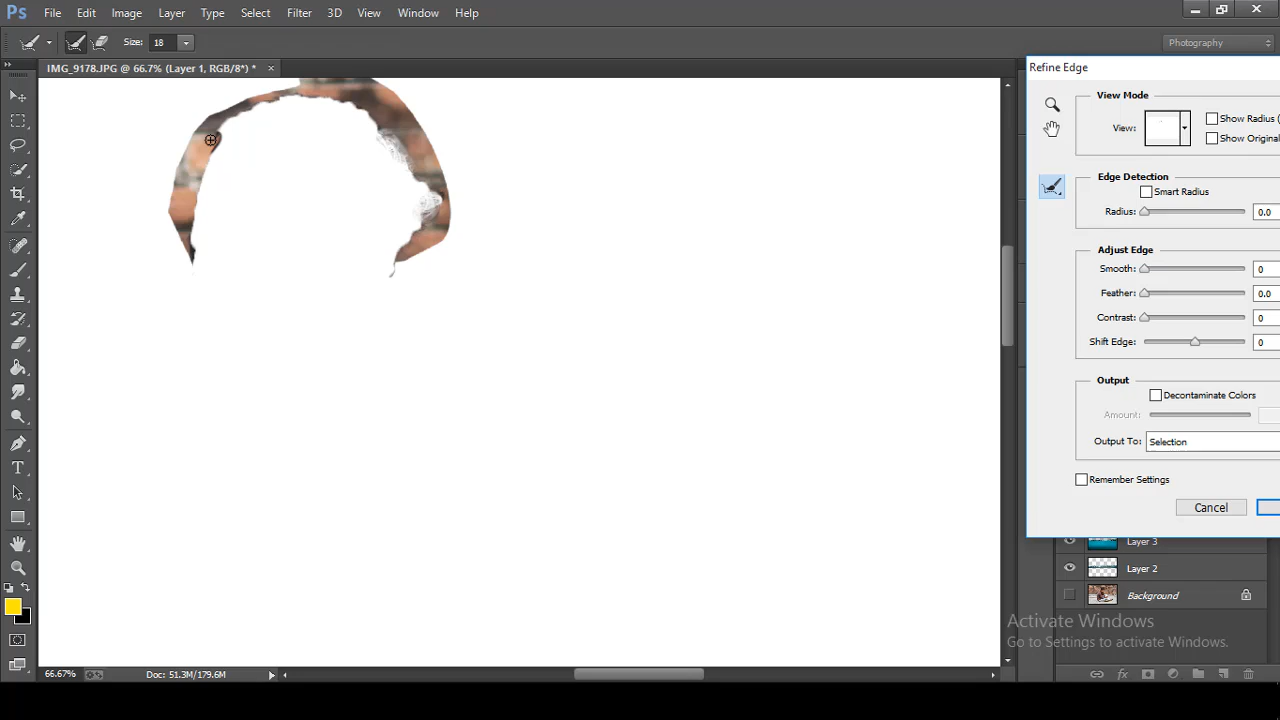 Ps File Edit Image Layer Type Select Filter 3D View Window Help
Size: 18
Photography
IMG_9178.JPG @ 66.7% (Layer 1, RGB/8*) *
Refine Edge
View Mode
View:
Show Radius (
Show Original
Edge Detection
Smart Radius
Radius: 0.0
Adjust Edge
Smooth: 0
Feather: 0.0
Contrast: 0
Shift Edge: 0
Output
Decontaminate Colors
Amount:
Output To: Selection
Remember Settings
Cancel
Layer 3
Layer 2
Background
Activate Windows
Go to Settings to activate Windows.
66.67% Doc: 51.3M/179.6M